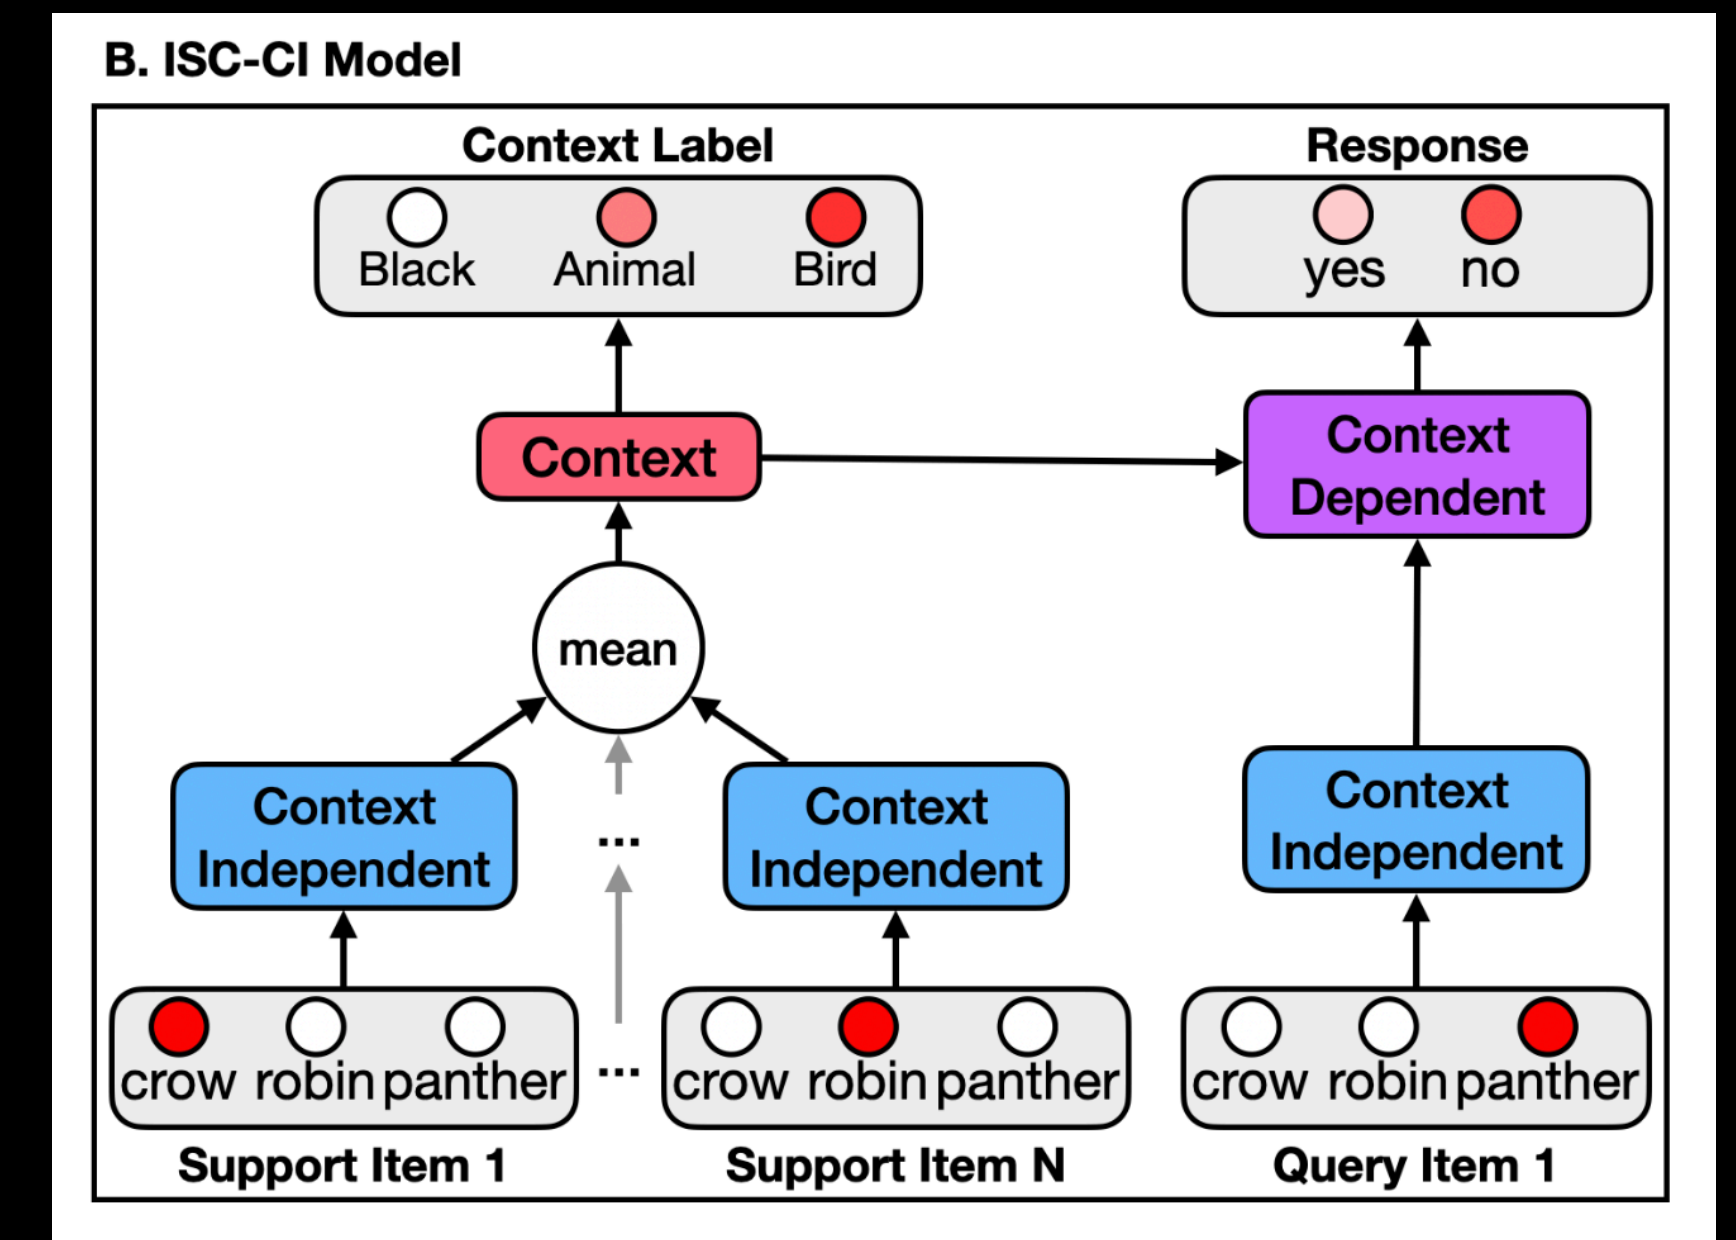 B. ISC-CI Model
Context Label
Response
Black Animal Bird
yes no
Context
Context
Dependent
mean
Context
Independent
...
Context
Independent
Context
Independent
crow robin panther
...
crow robin panther
crow robin panther
Support Item 1
Support Item N
Query Item 1